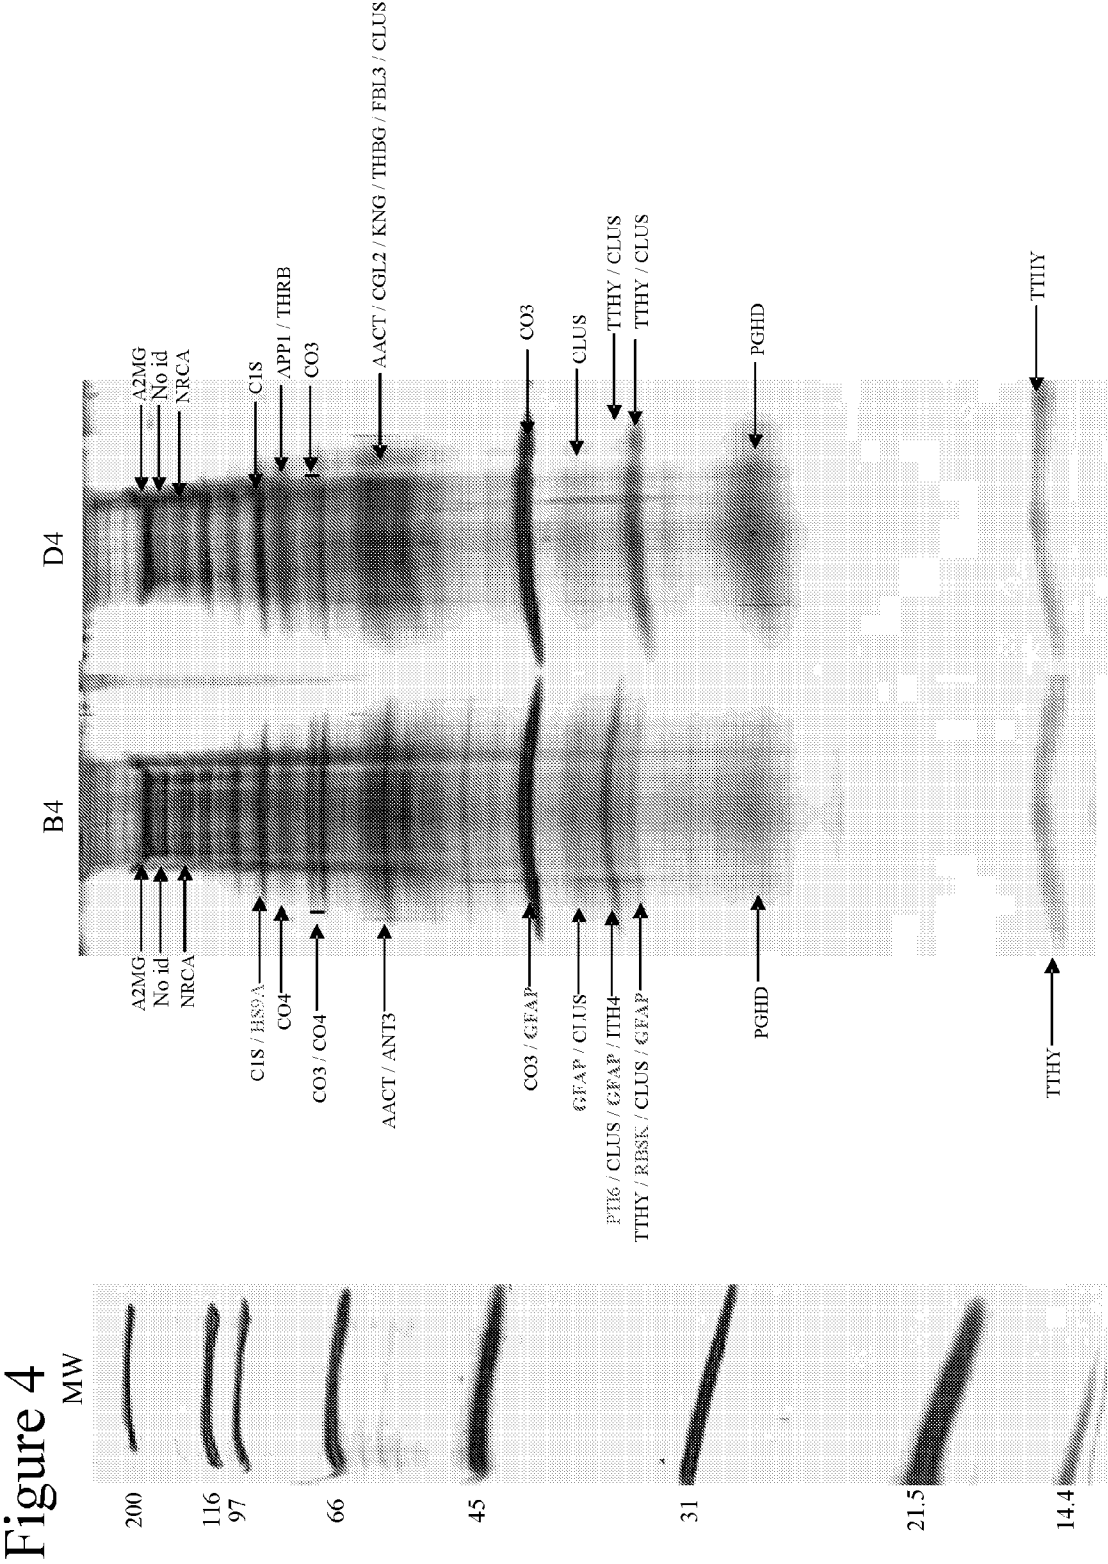 Figure 4
MW
B4
D4
200
116
97
66
45
31
21.5
14.4
A2MG
No id
NRCA
C1S / HS9A
CO4
CO3 / CO4
AACT / ANT3
CO3 / GFAP
GFAP / CLUS
PTI6 / CLUS / GFAP / ITH4
TTHY / RBSK / CLUS / GFAP
PGHD
TTHY
A2MG
No id
NRCA
C1S
APP1 / THRB
CO3
AACT / CGL2 / KNG / THBG / FBL3 / CLUS
CO3
CLUS
TTHY / CLUS
TTHY / CLUS
PGHD
TTHY